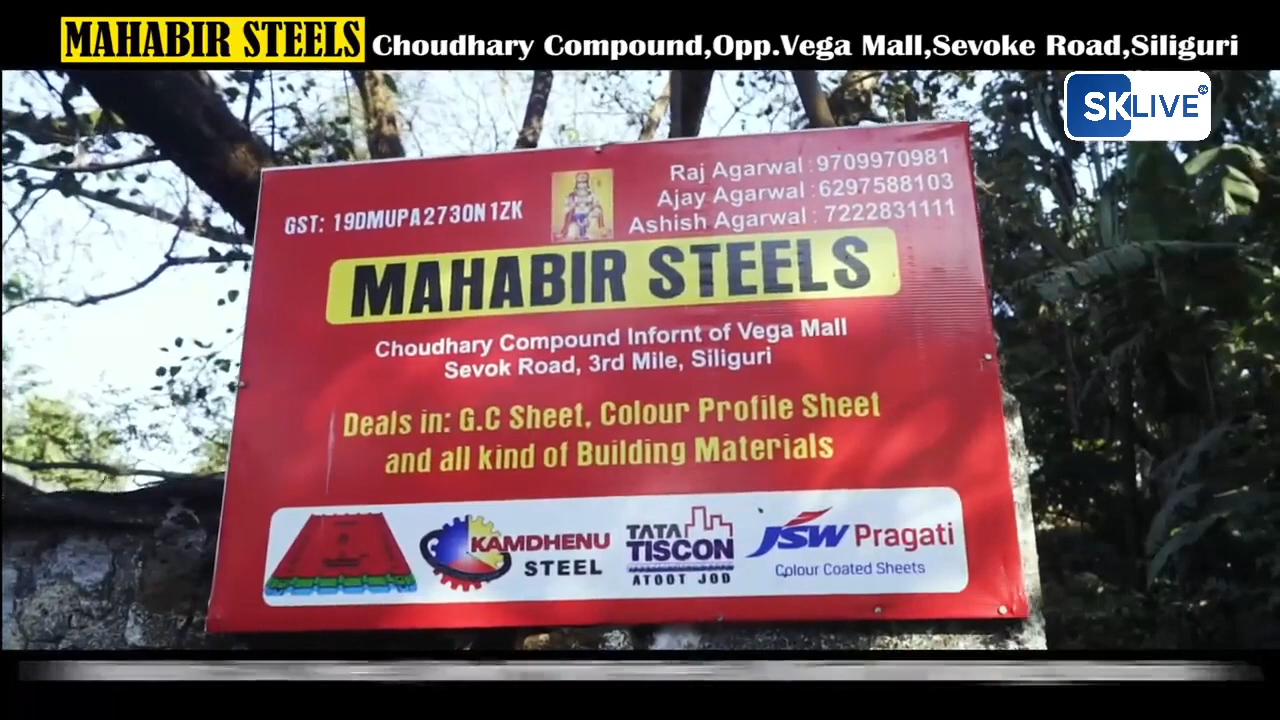 MAHABIR STEELS Choudhary Compound,Opp.Vega Mall,Sevoke Road,Siliguri
SKLIVE
Raj Agarwal : 9709970981
Ajay Agarwal : 6297588103
GST: 19DMUPA2730N1ZK
Ashish Agarwal : 7222831111
MAHABIR STEELS
Choudhary Compound Infornt of Vega Mall
Sevok Road, 3rd Mile, Siliguri
Deals in: G.C Sheet, Colour Profile Sheet
and all kind of Building Materials
KAMDHENU
STEEL
TATA
TISCON
ATOOT JOD
JSW Pragati
Colour Coated Sheets